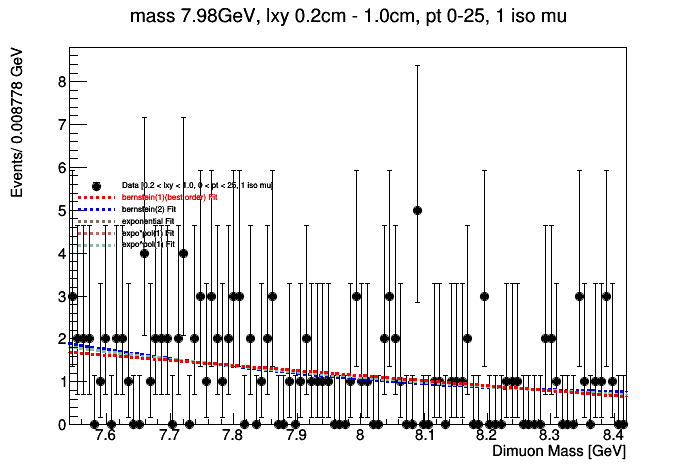 mass 7.98GeV, lxy 0.2cm - 1.0cm, pt 0-25, 1 iso mu
Events/ 0.008778 GeV
8
7
6
5
4
3
2
1
0
Data [0.2 < lxy < 1.0, 0 < pt < 25, 1 iso mu]
bernstein(1)(best order) Fit
bernstein(2) Fit
exponential Fit
expo*pol(1) Fit
expo^pol(1) Fit
7.6 7.7 7.8 7.9 8 8.1 8.2 8.3 8.4
Dimuon Mass [GeV]